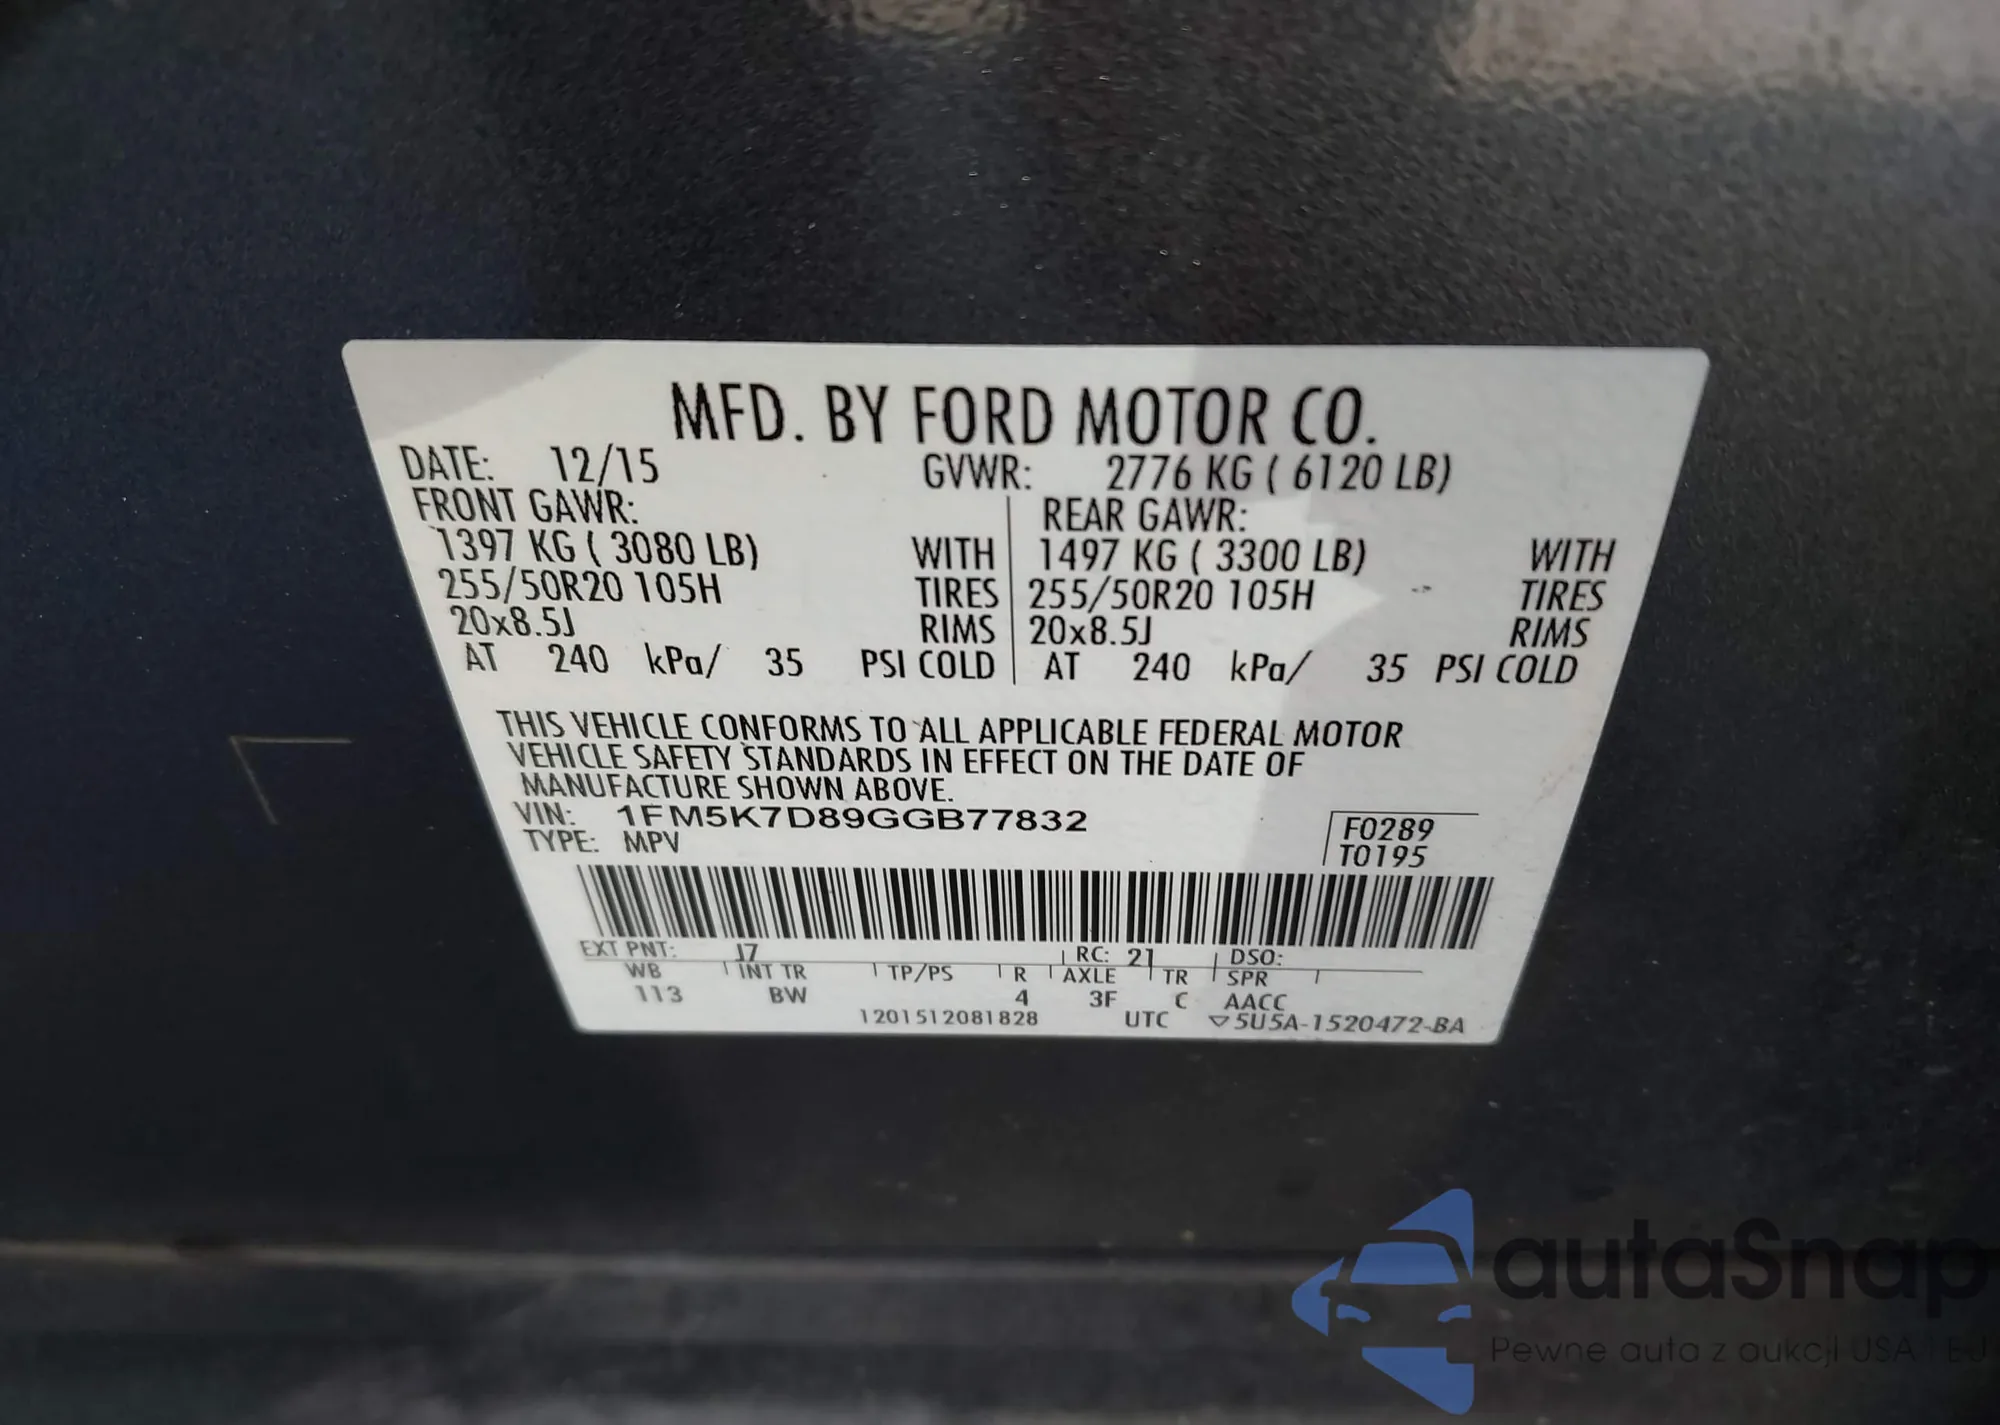 MFD. BY FORD MOTOR CO.
DATE: 12/15 GVWR: 2776 KG ( 6120 LB)
FRONT GAWR: REAR GAWR:
1397 KG ( 3080 LB) WITH 1497 KG ( 3300 LB) WITH
255/50R20 105H TIRES 255/50R20 105H TIRES
20x8.5J RIMS 20x8.5J RIMS
AT 240 kPa/ 35 PSI COLD AT 240 kPa/ 35 PSI COLD
THIS VEHICLE CONFORMS TO ALL APPLICABLE FEDERAL MOTOR
VEHICLE SAFETY STANDARDS IN EFFECT ON THE DATE OF
MANUFACTURE SHOWN ABOVE.
VIN: 1FM5K7D89GGB77832 F0289
TYPE: MPV T0195
EXT PNT: J7 RC: 21 DSO:
WB INT TR TP/PS R AXLE TR SPR
113 BW 4 3F C AACC
1201512081828 UTC ▽5U5A-1520472-BA
autaSnap
Pewne auta z aukcji USA i EU